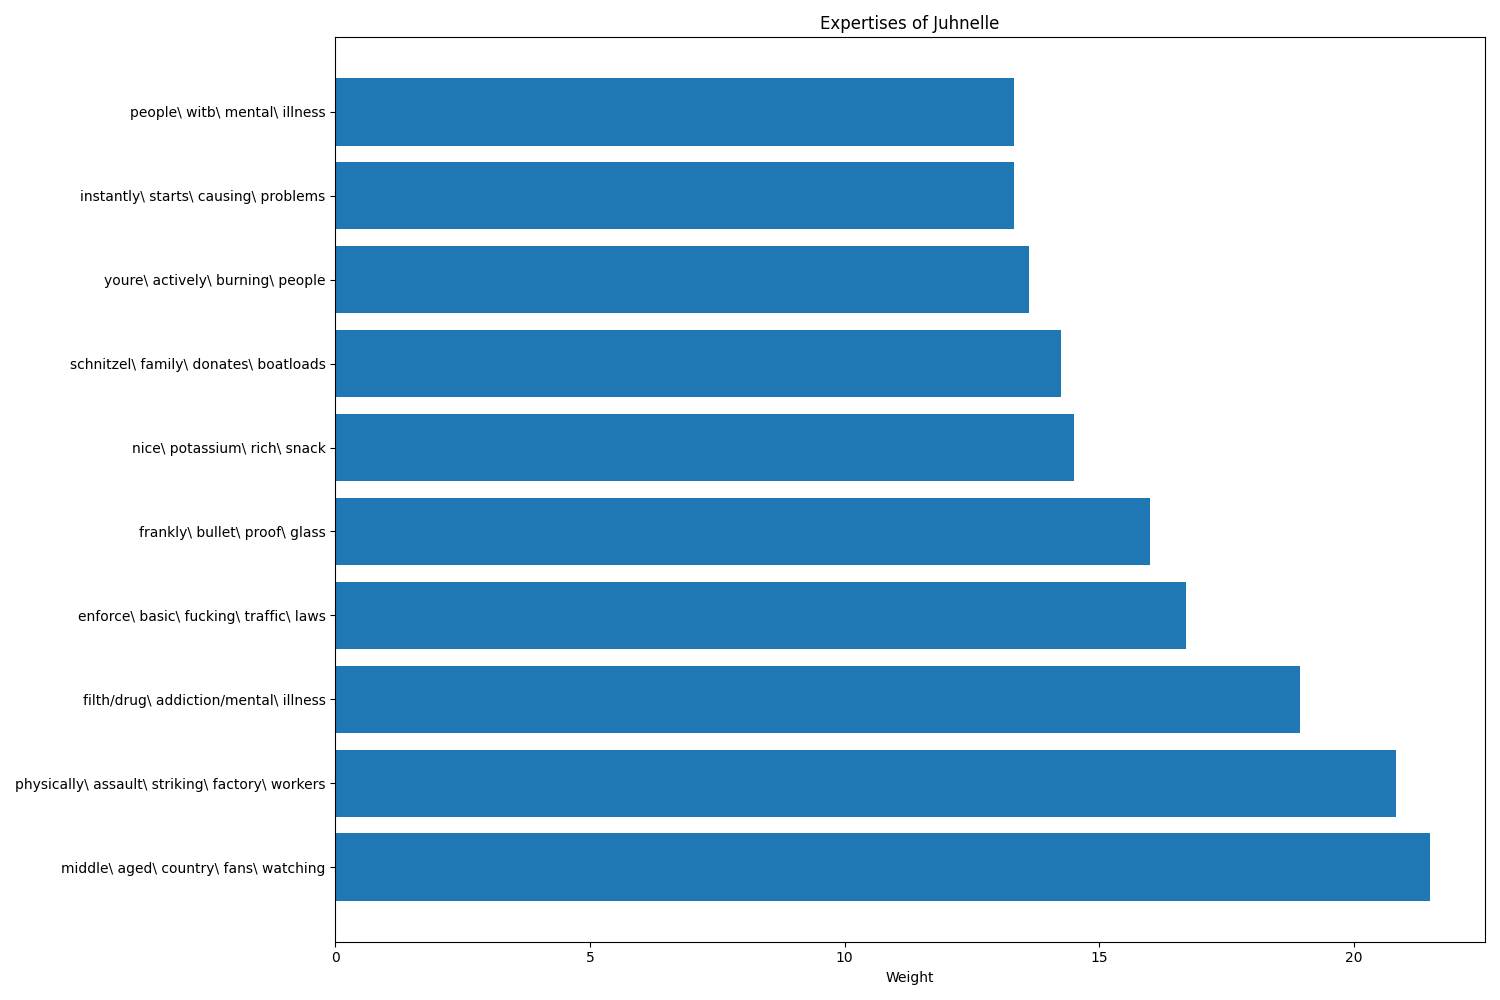 Expertises of Juhnelle
people\ witb\ mental\ illness
instantly\ starts\ causing\ problems
youre\ actively\ burning\ people
schnitzel\ family\ donates\ boatloads
nice\ potassium\ rich\ snack
frankly\ bullet\ proof\ glass
enforce\ basic\ fucking\ traffic\ laws
filth/drug\ addiction/mental\ illness
physically\ assault\ striking\ factory\ workers
middle\ aged\ country\ fans\ watching
0 5 10 15 20
Weight